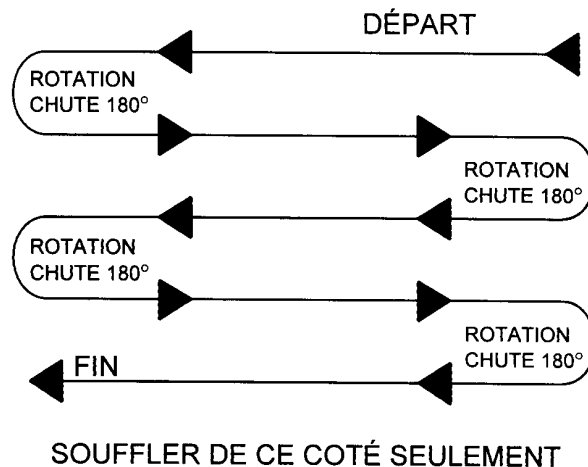 DÉPART
ROTATION
CHUTE 180°
ROTATION
CHUTE 180°
ROTATION
CHUTE 180°
ROTATION
CHUTE 180°
FIN
SOUFFLER DE CE COTÉ SEULEMENT